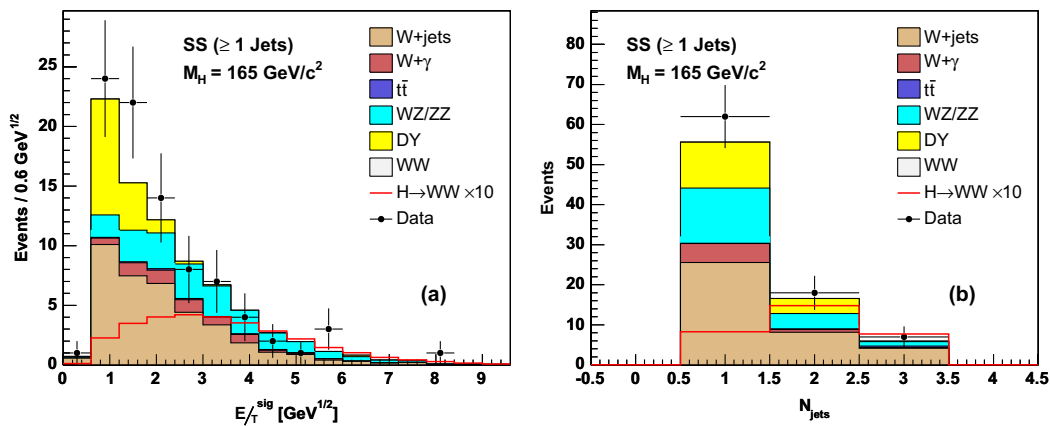 SS (≥ 1 Jets)
M_H = 165 GeV/c²
W+jets
W+γ
tt̄
WZ/ZZ
DY
WW
H→WW ×10
Data
(a)
Events / 0.6 GeV^1/2
25
20
15
10
5
0
0 1 2 3 4 5 6 7 8 9
E̸_T^sig [GeV^1/2]
SS (≥ 1 Jets)
M_H = 165 GeV/c²
W+jets
W+γ
tt̄
WZ/ZZ
DY
WW
H→WW ×10
Data
(b)
Events
80
70
60
50
40
30
20
10
0
-0.5 0 0.5 1 1.5 2 2.5 3 3.5 4 4.5
N_jets